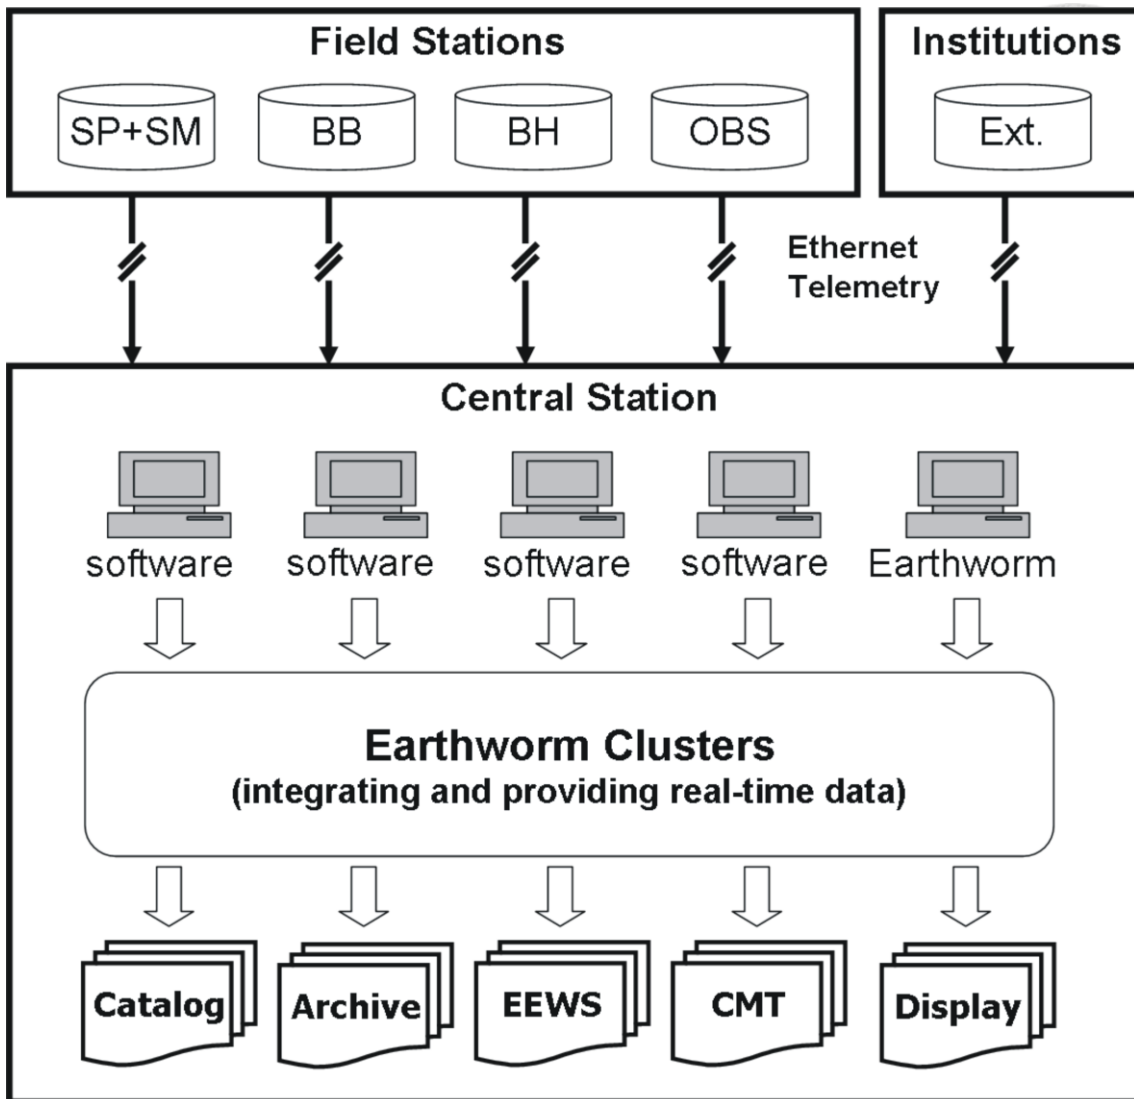 Field Stations
Institutions
SP+SM
BB
BH
OBS
Ext.
Ethernet
Telemetry
Central Station
software
software
software
software
Earthworm
Earthworm Clusters
(integrating and providing real-time data)
Catalog
Archive
EEWS
CMT
Display